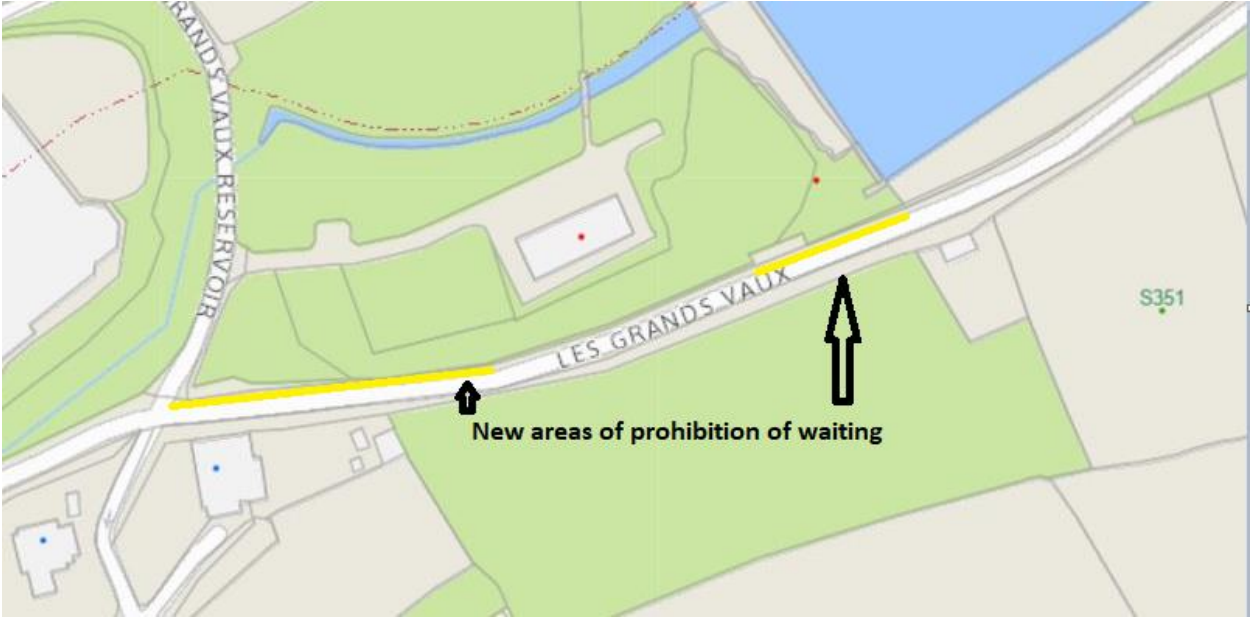 GRANDS VAUX RESERVOIR
LES GRANDS VAUX
S351
New areas of prohibition of waiting